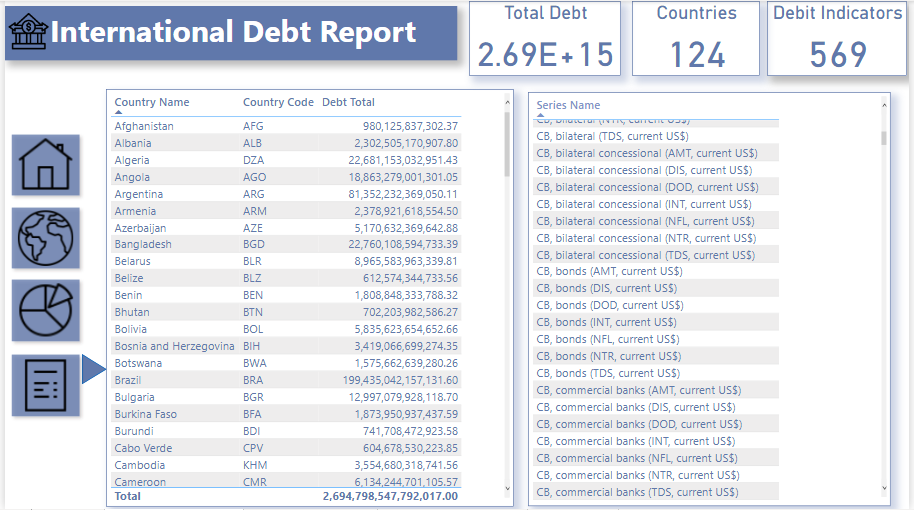 International Debt Report
Total Debt
2.69E+15
Countries
124
Debit Indicators
569
Country Name Country Code Debt Total
Afghanistan AFG 980,125,837,302.37
Albania ALB 2,302,505,170,907.80
Algeria DZA 22,681,153,032,951.43
Angola AGO 18,863,279,001,301.05
Argentina ARG 81,352,232,369,050.11
Armenia ARM 2,378,921,618,554.50
Azerbaijan AZE 5,170,632,369,642.88
Bangladesh BGD 22,760,108,594,733.39
Belarus BLR 8,965,583,963,339.81
Belize BLZ 612,574,344,733.56
Benin BEN 1,808,848,333,788.32
Bhutan BTN 702,203,982,586.27
Bolivia BOL 5,835,623,654,652.66
Bosnia and Herzegovina BIH 3,419,066,699,274.35
Botswana BWA 1,575,662,639,280.26
Brazil BRA 199,435,042,157,131.60
Bulgaria BGR 12,997,079,928,118.70
Burkina Faso BFA 1,873,950,937,437.59
Burundi BDI 741,708,472,923.58
Cabo Verde CPV 604,678,530,223.85
Cambodia KHM 3,554,680,318,741.56
Cameroon CMR 6,134,244,701,105.57
Total 2,694,798,547,792,017.00
Series Name
CB, bilateral (NTR, current US$)
CB, bilateral (TDS, current US$)
CB, bilateral concessional (AMT, current US$)
CB, bilateral concessional (DIS, current US$)
CB, bilateral concessional (DOD, current US$)
CB, bilateral concessional (INT, current US$)
CB, bilateral concessional (NFL, current US$)
CB, bilateral concessional (NTR, current US$)
CB, bilateral concessional (TDS, current US$)
CB, bonds (AMT, current US$)
CB, bonds (DIS, current US$)
CB, bonds (DOD, current US$)
CB, bonds (INT, current US$)
CB, bonds (NFL, current US$)
CB, bonds (NTR, current US$)
CB, bonds (TDS, current US$)
CB, commercial banks (AMT, current US$)
CB, commercial banks (DIS, current US$)
CB, commercial banks (DOD, current US$)
CB, commercial banks (INT, current US$)
CB, commercial banks (NFL, current US$)
CB, commercial banks (NTR, current US$)
CB, commercial banks (TDS, current US$)